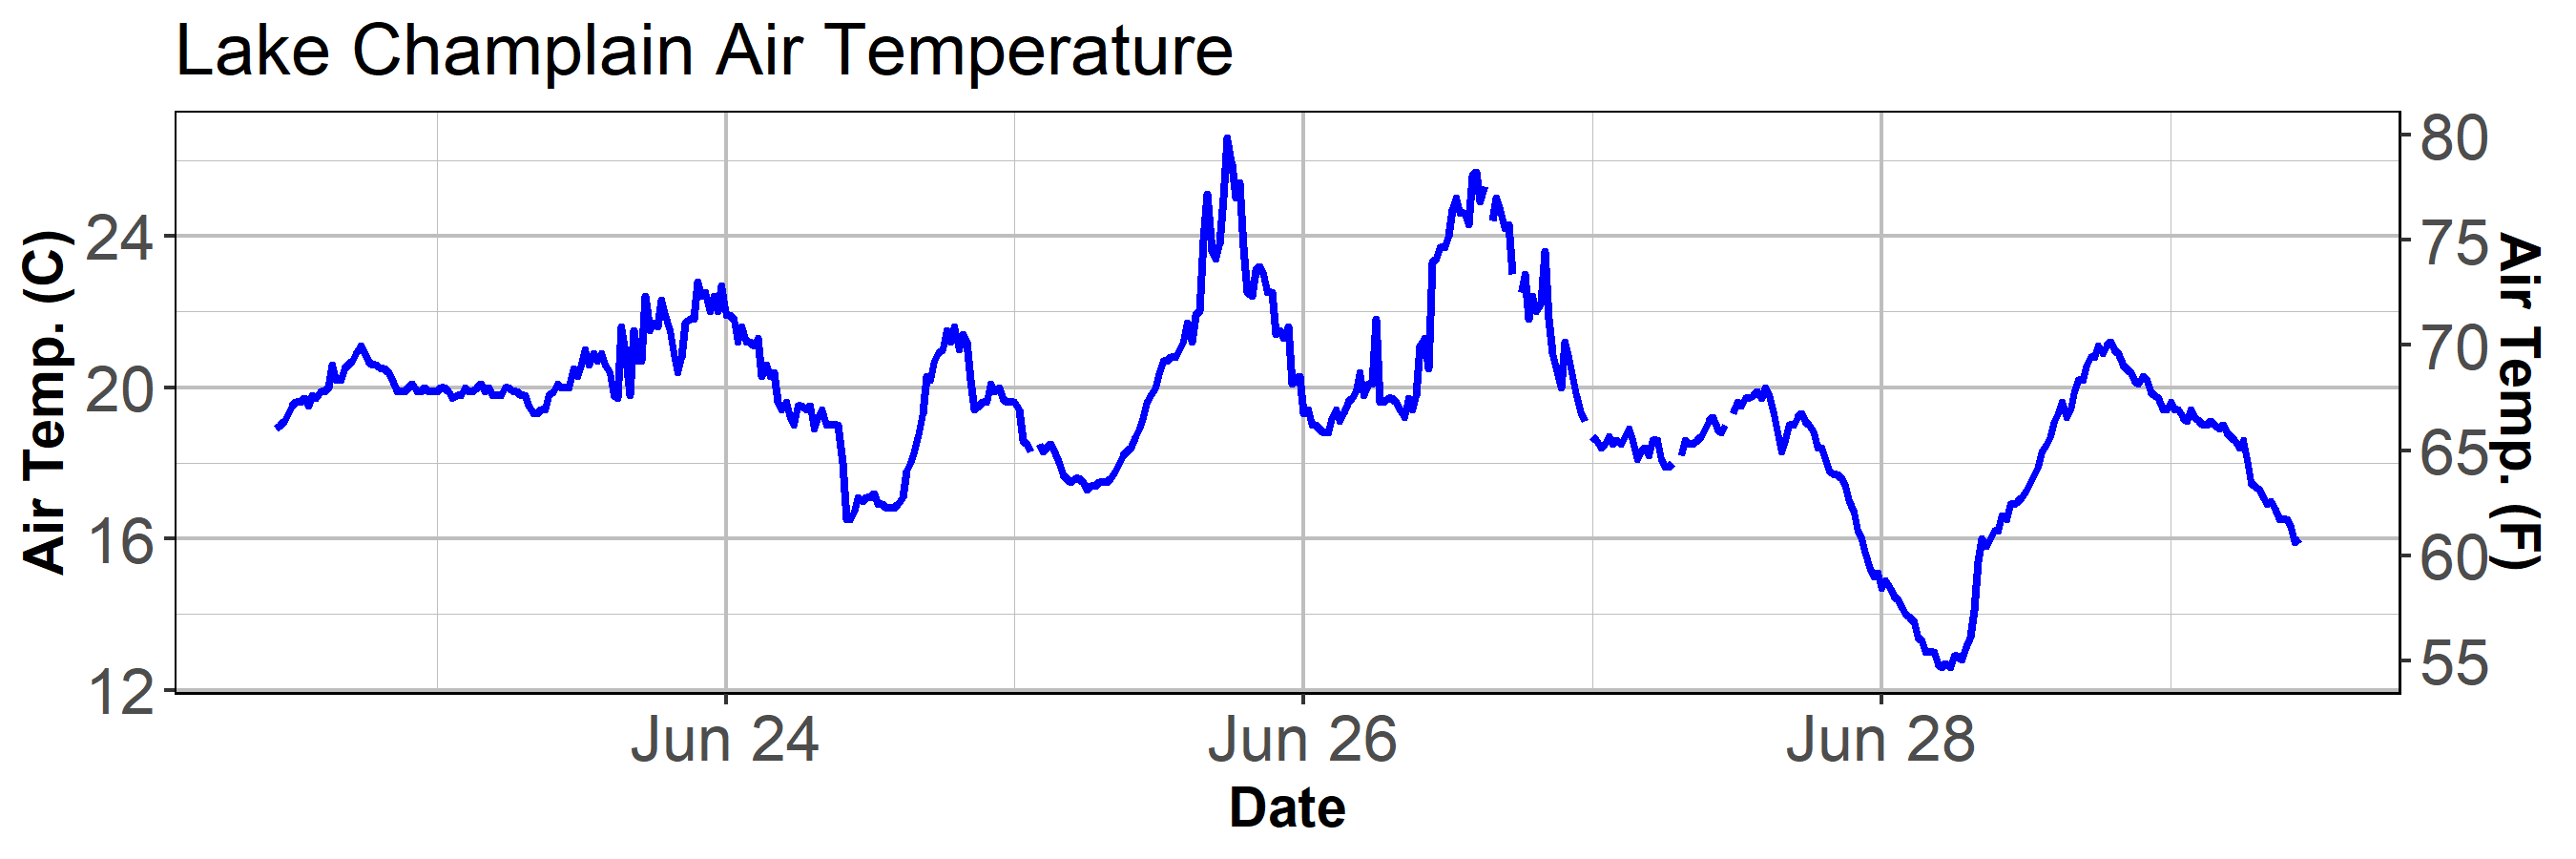 Lake Champlain Air Temperature
Air Temp. (C)
24
20
16
12
80
75
70
65
60
55
Air Temp. (F)
Jun 24 Jun 26 Jun 28
Date